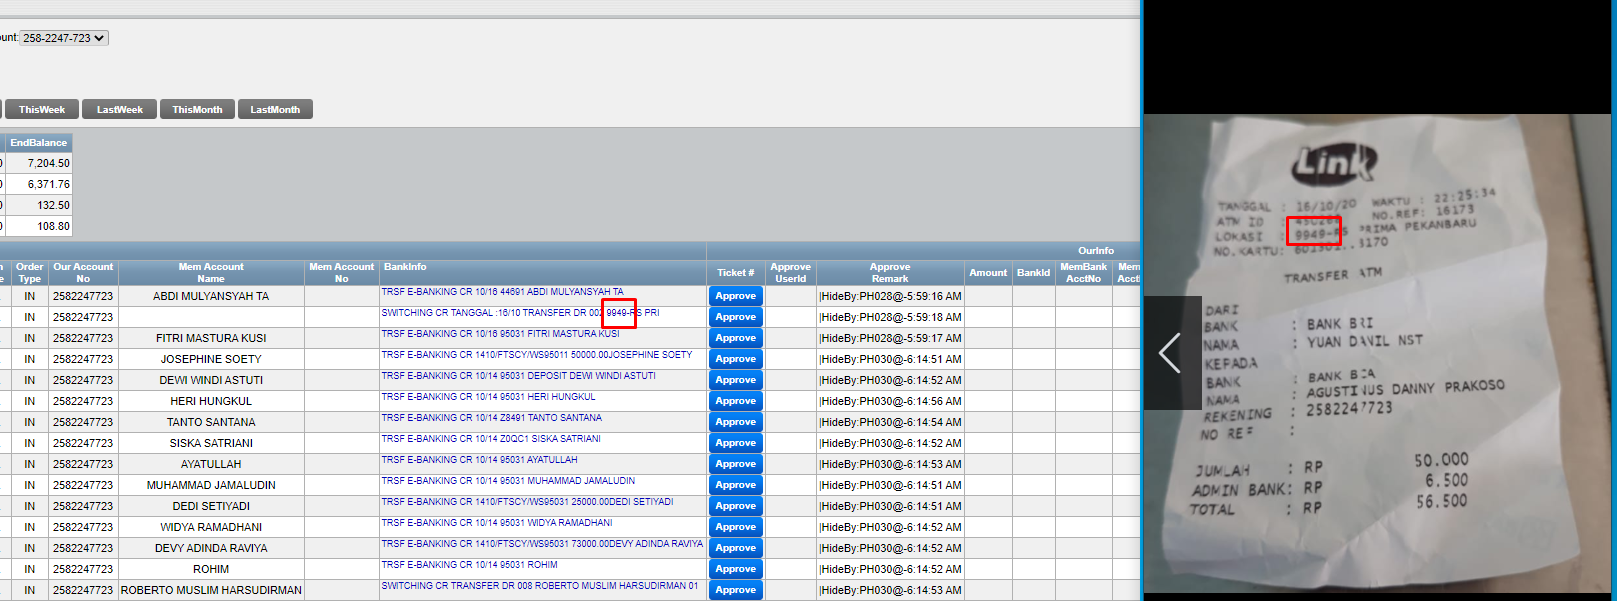 ount: 258-2247-723
ThisWeek LastWeek ThisMonth LastMonth
EndBalance
7,204.50
6,371.76
132.50
108.80
OurInfo
Order Type Our Account No Mem Account Name Mem Account No BankInfo Ticket # Approve UserId Approve Remark Amount BankId MemBank AcctNo Mem Acctl
IN 2582247723 ABDI MULYANSYAH TA TRSF E-BANKING CR 10/16 44691 ABDI MULYANSYAH TA Approve |HideBy:PH028@-5:59:16 AM
IN 2582247723 SWITCHING CR TANGGAL :16/10 TRANSFER DR 002 9949-RS PRI Approve |HideBy:PH028@-5:59:18 AM
IN 2582247723 FITRI MASTURA KUSI TRSF E-BANKING CR 10/16 95031 FITRI MASTURA KUSI Approve |HideBy:PH028@-5:59:17 AM
IN 2582247723 JOSEPHINE SOETY TRSF E-BANKING CR 1410/FTSCY/WS95011 50000.00JOSEPHINE SOETY Approve |HideBy:PH030@-6:14:51 AM
IN 2582247723 DEWI WINDI ASTUTI TRSF E-BANKING CR 10/14 95031 DEPOSIT DEWI WINDI ASTUTI Approve |HideBy:PH030@-6:14:52 AM
IN 2582247723 HERI HUNGKUL TRSF E-BANKING CR 10/14 95031 HERI HUNGKUL Approve |HideBy:PH030@-6:14:56 AM
IN 2582247723 TANTO SANTANA TRSF E-BANKING CR 10/14 Z8491 TANTO SANTANA Approve |HideBy:PH030@-6:14:54 AM
IN 2582247723 SISKA SATRIANI TRSF E-BANKING CR 10/14 Z0QC1 SISKA SATRIANI Approve |HideBy:PH030@-6:14:52 AM
IN 2582247723 AYATULLAH TRSF E-BANKING CR 10/14 95031 AYATULLAH Approve |HideBy:PH030@-6:14:53 AM
IN 2582247723 MUHAMMAD JAMALUDIN TRSF E-BANKING CR 10/14 95031 MUHAMMAD JAMALUDIN Approve |HideBy:PH030@-6:14:51 AM
IN 2582247723 DEDI SETIYADI TRSF E-BANKING CR 1410/FTSCY/WS95031 25000.00DEDI SETIYADI Approve |HideBy:PH030@-6:14:51 AM
IN 2582247723 WIDYA RAMADHANI TRSF E-BANKING CR 10/14 95031 WIDYA RAMADHANI Approve |HideBy:PH030@-6:14:52 AM
IN 2582247723 DEVY ADINDA RAVIYA TRSF E-BANKING CR 1410/FTSCY/WS95031 73000.00DEVY ADINDA RAVIYA Approve |HideBy:PH030@-6:14:52 AM
IN 2582247723 ROHIM TRSF E-BANKING CR 10/14 95031 ROHIM Approve |HideBy:PH030@-6:14:52 AM
IN 2582247723 ROBERTO MUSLIM HARSUDIRMAN SWITCHING CR TRANSFER DR 008 ROBERTO MUSLIM HARSUDIRMAN 01 Approve |HideBy:PH030@-6:14:53 AM
Link
TANGGAL : 16/10/20 WAKTU : 22:25:34
ATM ID : NO.REF: 16173
LOKASI : 9949-RS PRIMA PEKANBARU
NO.KARTU:
TRANSFER ATM
DARI
BANK : BANK BRI
NAMA : YUAN DAVIL NST
KEPADA
BANK : BANK BCA
NAMA : AGUSTINUS DANNY PRAKOSO
REKENING : 2582247723
NO REF :
JUMLAH : RP 50.000
ADMIN BANK: RP 6.500
TOTAL : RP 56.500